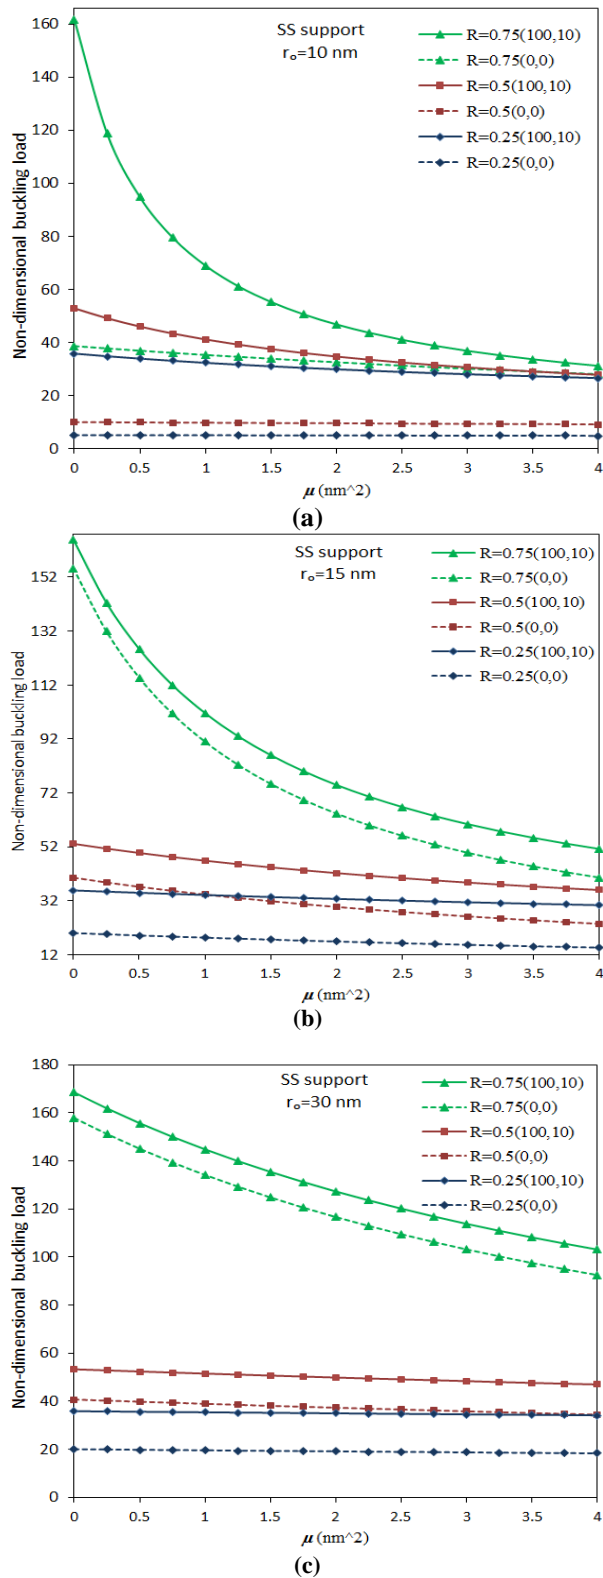 SS support
rₒ=10 nm
R=0.75(100,10)
R=0.75(0,0)
R=0.5(100,10)
R=0.5(0,0)
R=0.25(100,10)
R=0.25(0,0)
Non-dimensional buckling load
160
140
120
100
80
60
40
20
0
0 0.5 1 1.5 2 2.5 3 3.5 4
μ (nm^2)
(a)
SS support
rₒ=15 nm
R=0.75(100,10)
R=0.75(0,0)
R=0.5(100,10)
R=0.5(0,0)
R=0.25(100,10)
R=0.25(0,0)
Non-dimensional buckling load
152
132
112
92
72
52
32
12
0 0.5 1 1.5 2 2.5 3 3.5 4
μ (nm^2)
(b)
SS support
rₒ=30 nm
R=0.75(100,10)
R=0.75(0,0)
R=0.5(100,10)
R=0.5(0,0)
R=0.25(100,10)
R=0.25(0,0)
Non-dimensional buckling load
180
160
140
120
100
80
60
40
20
0
0 0.5 1 1.5 2 2.5 3 3.5 4
μ (nm^2)
(c)